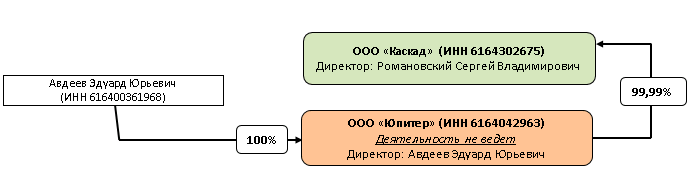 ООО «Каскад» (ИНН 6164302675)
Директор: Романовский Сергей Владимирович
Авдеев Эдуард Юрьевич
(ИНН 616400361968)
99,99%
ООО «Юпитер» (ИНН 6164042963)
Деятельность не ведет
Директор: Авдеев Эдуард Юрьевич
100%